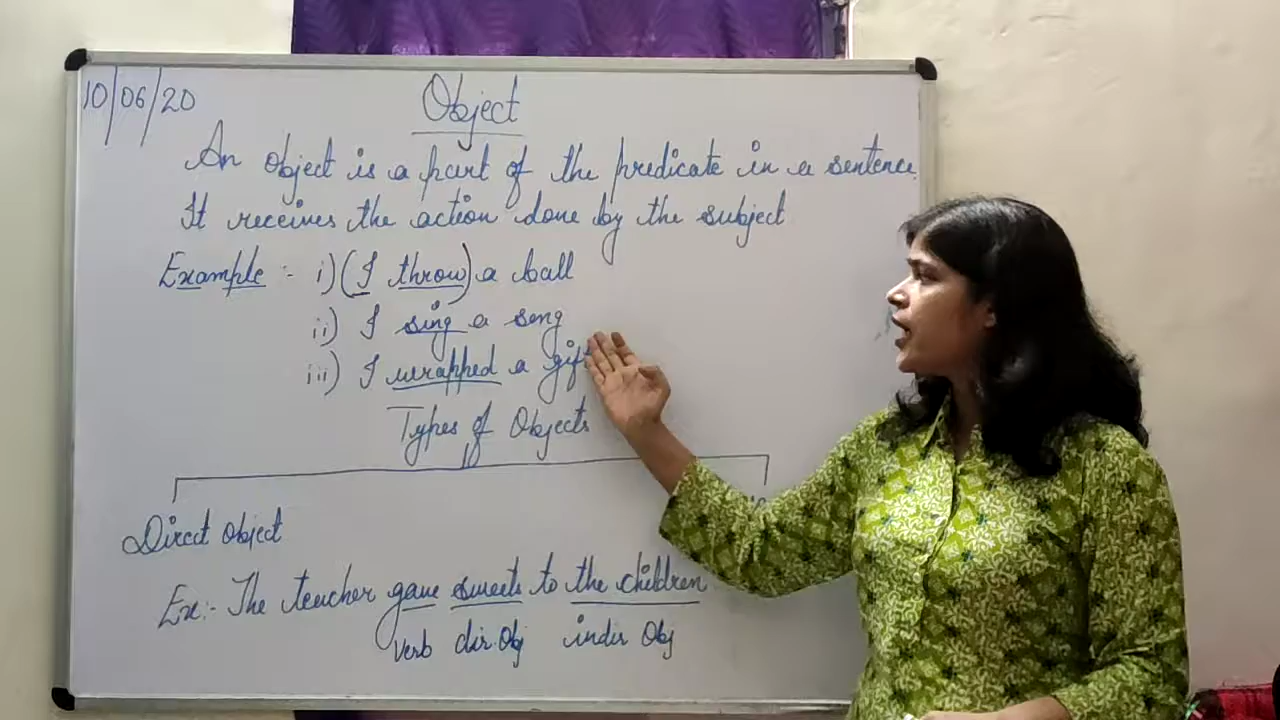 10/06/20
Object
An object is a part of the predicate in a sentence.
It receives the action done by the subject
Example :- i) (I throw) a ball
ii) I sing a song
iii) I wrapped a gift
Types of Objects
Direct object
Ex:- The teacher gave sweets to the children
verb dir. Obj indir Obj